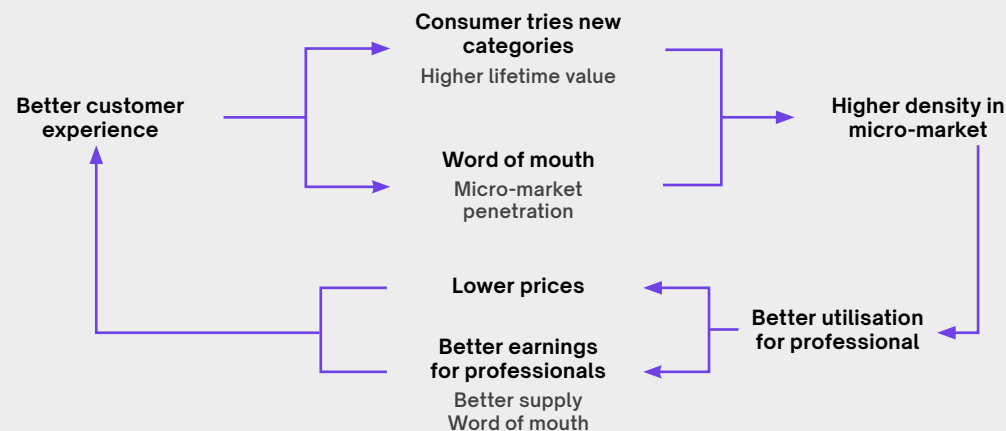 Consumer tries new
categories
Higher lifetime value
Better customer
experience
Higher density in
micro-market
Word of mouth
Micro-market
penetration
Lower prices
Better utilisation
for professional
Better earnings
for professionals
Better supply
Word of mouth